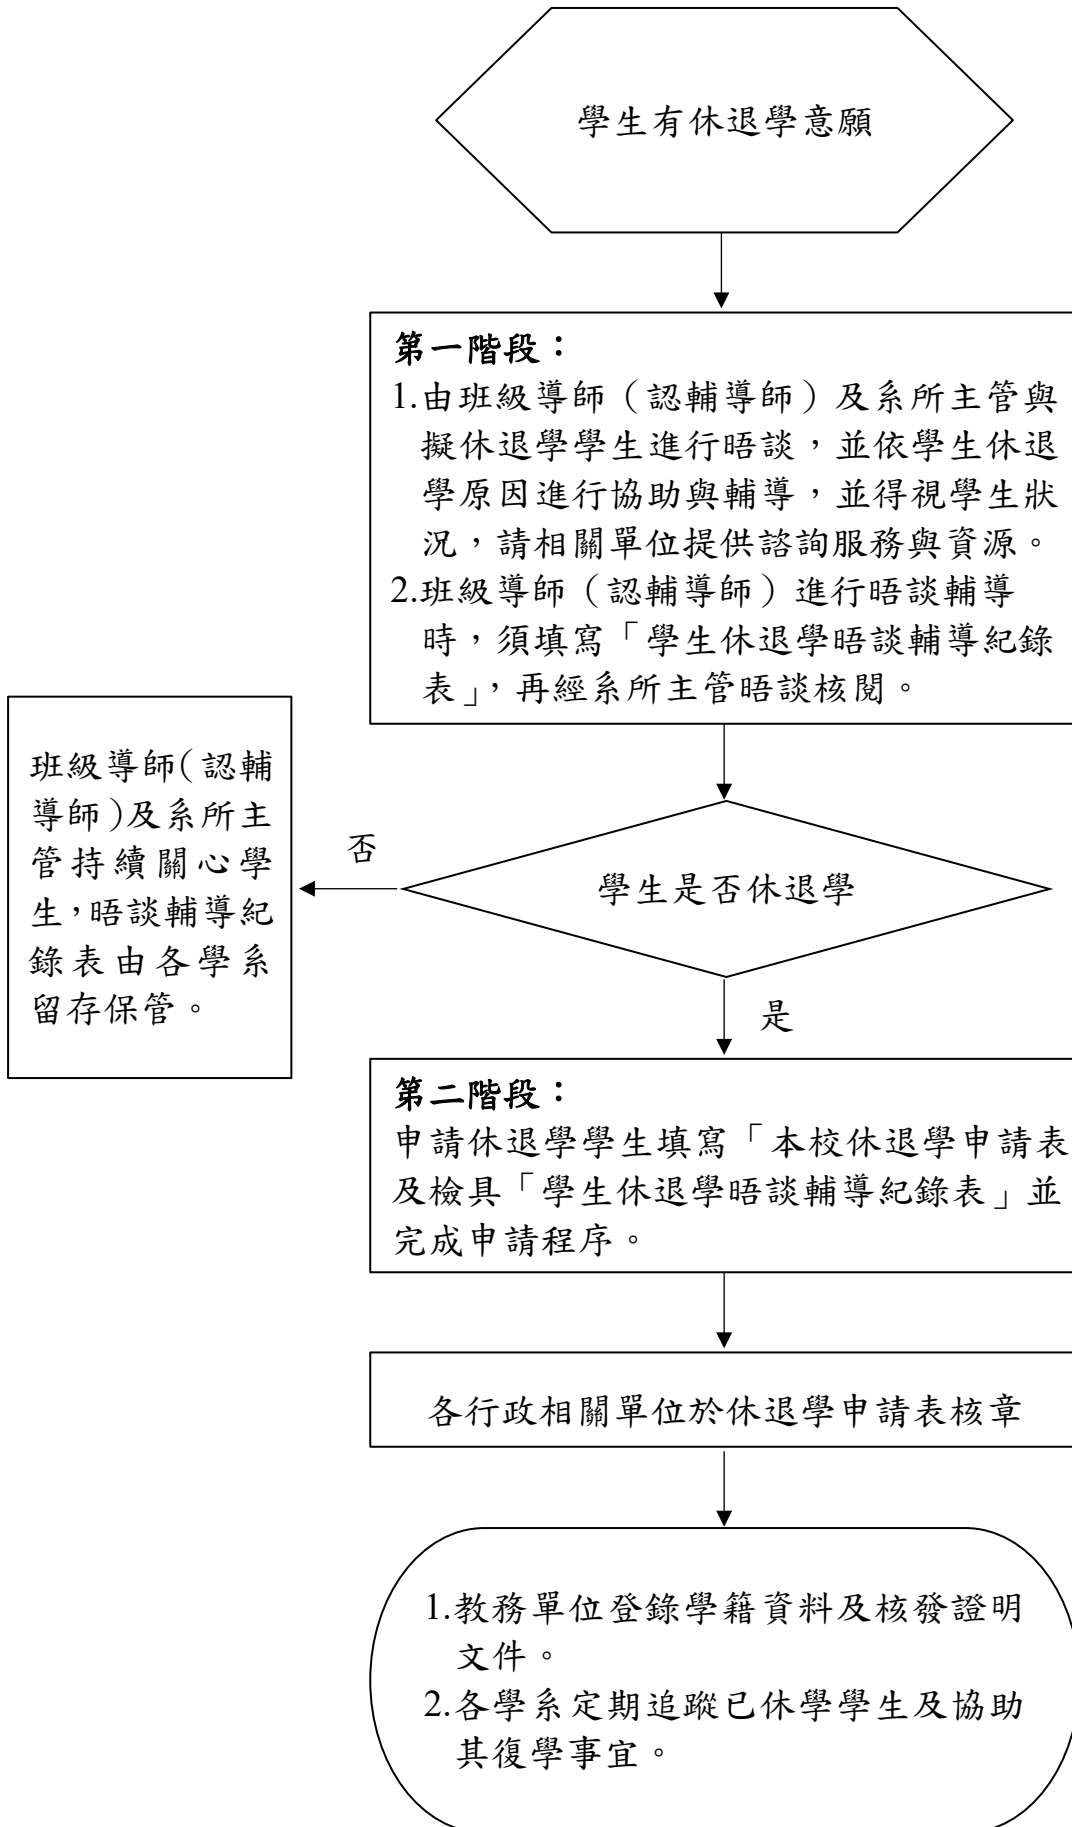 學生有休退學意願
第一階段：
1.由班級導師（認輔導師）及系所主管與
擬休退學學生進行晤談，並依學生休退
學原因進行協助與輔導，並得視學生狀
況，請相關單位提供諮詢服務與資源。
2.班級導師（認輔導師）進行晤談輔導
時，須填寫「學生休退學晤談輔導紀錄
表」，再經系所主管晤談核閱。
班級導師(認輔
導師)及系所主
管持續關心學
生，晤談輔導紀
錄表由各學系
留存保管。
否
學生是否休退學
是
第二階段：
申請休退學學生填寫「本校休退學申請表
及檢具「學生休退學晤談輔導紀錄表」並
完成申請程序。
各行政相關單位於休退學申請表核章
1.教務單位登錄學籍資料及核發證明
文件。
2.各學系定期追蹤已休學學生及協助
其復學事宜。